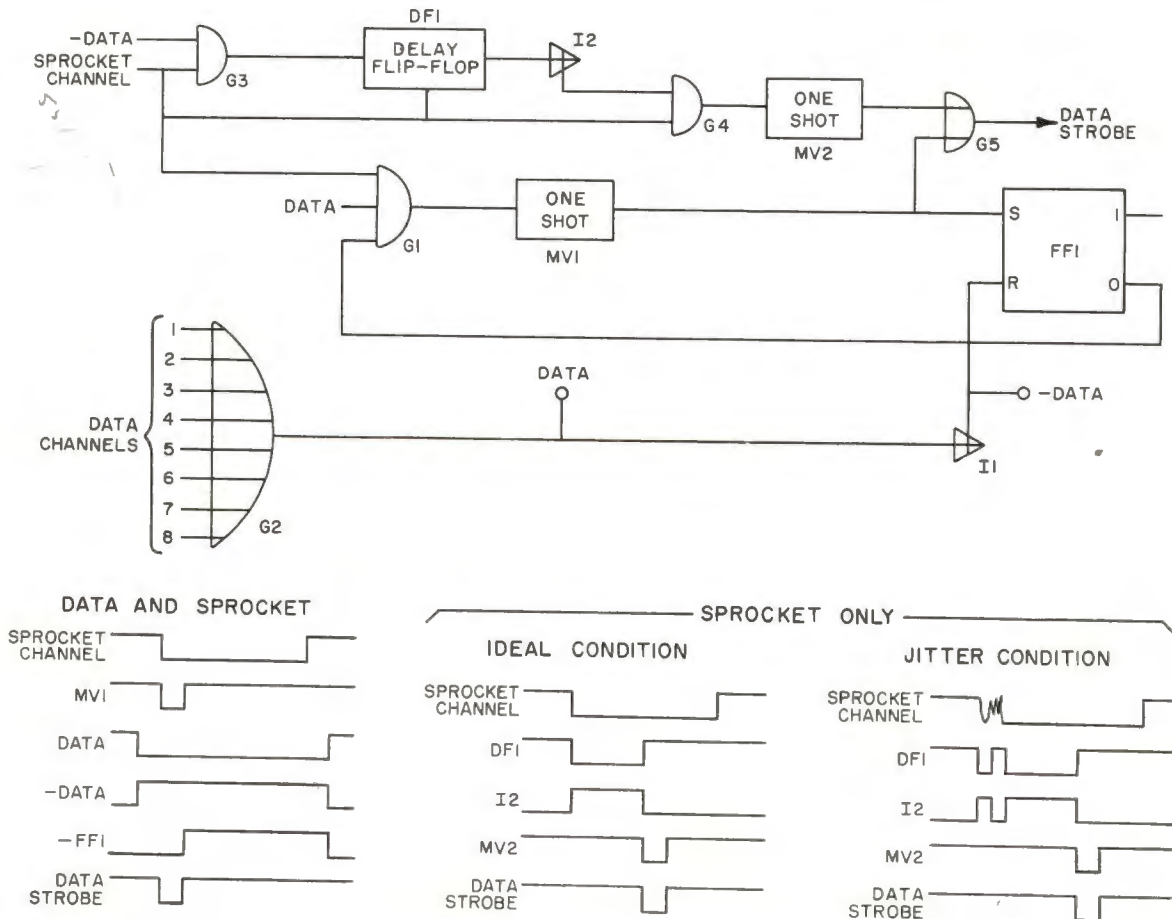 DF1
I2
-DATA
SPROCKET
CHANNEL
G3
DELAY
FLIP-FLOP
G4
ONE
SHOT
MV2
G5
DATA
STROBE
DATA
G1
ONE
SHOT
MV1
S
1
FF1
R
0
DATA
CHANNELS
1
2
3
4
5
6
7
8
G2
DATA
-DATA
I1
DATA AND SPROCKET
SPROCKET
CHANNEL
MV1
DATA
-DATA
-FF1
DATA
STROBE
SPROCKET ONLY
IDEAL CONDITION
SPROCKET
CHANNEL
DF1
I2
MV2
DATA
STROBE
JITTER CONDITION
SPROCKET
CHANNEL
DF1
I2
MV2
DATA
STROBE